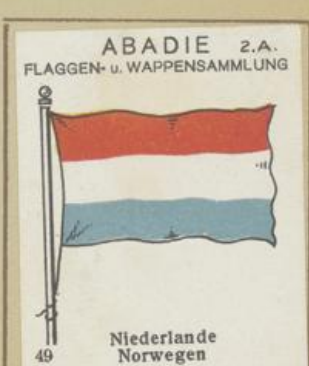 ABADIE 2.A.
FLAGGEN- u. WAPPENSAMMLUNG
Niederlande
49 Norwegen